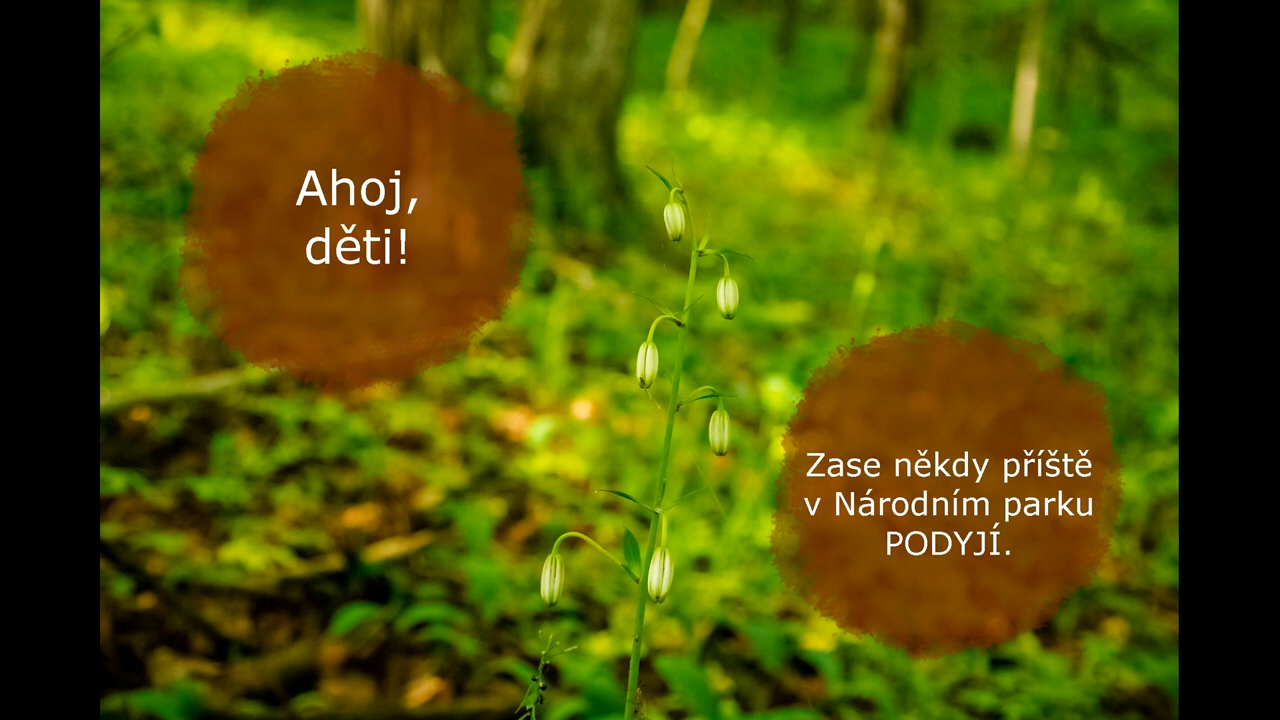 Ahoj,
děti!
Zase někdy příště
v Národním parku
PODYJÍ.